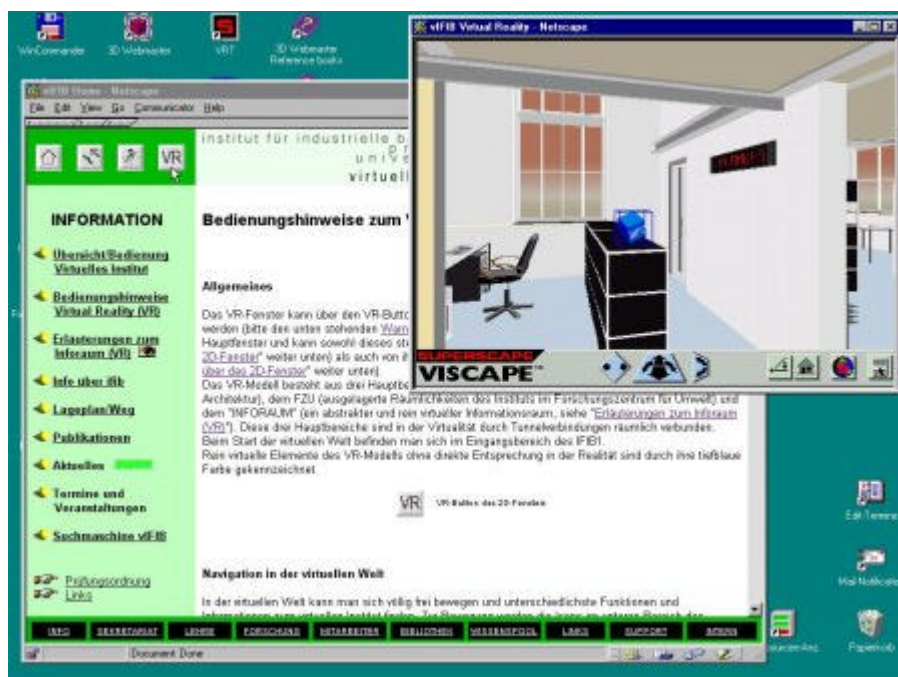 WinCommander
3D Webmaster
VRT
3D Webmaster
Reference books
vIFIB Virtual Reality - Netscape
vIFIB Home - Netscape
File Edit View Go Communicator Help
institut für industrielle b
virtuell
VR
INFORMATION
Übersicht/Bedienung
Virtuelles Institut
Bedienungshinweise
Virtual Reality (VR)
Erläuterungen zum
Inforaum (VR)
Info über ifib
Lageplan/Weg
Publikationen
Aktuelles
Termine und
Veranstaltungen
Suchmaschine vIFIB
Prüfungsordnung
Links
Bedienungshinweise zum
Allgemeines
Das VR-Fenster kann über den VR-Butto
werden (bitte den unten stehenden Warn
Hauptfenster und kann sowohl dieses st
2D-Fenster" weiter unten) als auch von ih
über das 2D-Fenster" weiter unten).
Das VR-Modell besteht aus drei Hauptbe
Architektur), dem FZU (ausgelagerte Räumlichkeiten des Instituts im Forschungszentrum für Umwelt) und
dem "INFORAUM" (ein abstrakter und rein virtueller Informationsraum, siehe "Erläuterungen zum Inforaum
(VR)"). Diese drei Hauptbereiche sind in der Virtualität durch Tunnelverbindungen räumlich verbunden.
Beim Start der virtuellen Welt befinden man sich im Eingangsbereich des IFIB1.
Rein virtuelle Elemente des VR-Modells ohne direkte Entsprechung in der Realität sind durch ihre tiefblaue
Farbe gekennzeichnet.
VR VR-Button des 2D-Fensters
Navigation in der virtuellen Welt
In der virtuellen Welt kann man sich völlig frei bewegen und unterschiedlichste Funktionen und
SUPERSCAPE
VISCAPE
INFO SEKRETARIAT LEHRE FORSCHUNG MITARBEITER BIBLIOTHEK WISSENSPOOL LINKS SUPPORT INTERN
Document Done
Edit Termine
Mail Notificatio
Papierkorb